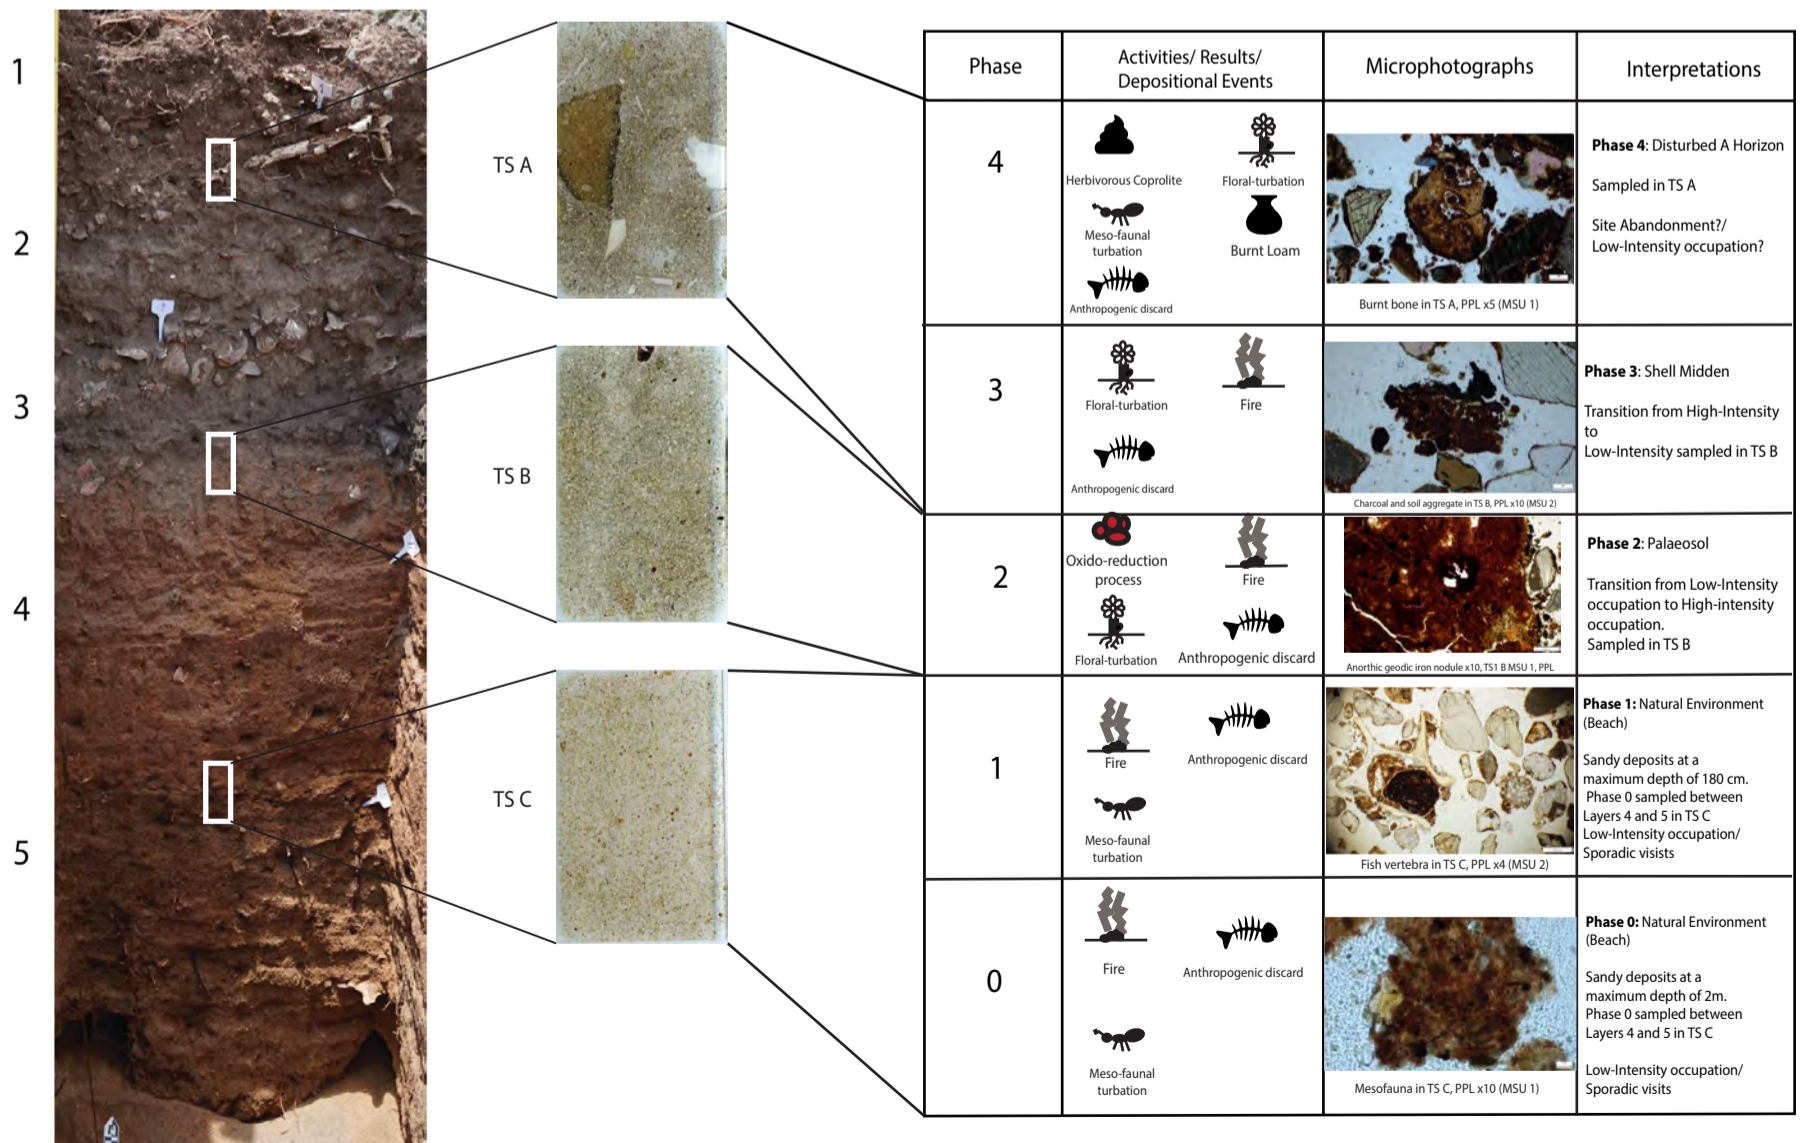 1
2
3
4
5
TS A
TS B
TS C
Phase
Activities/ Results/
Depositional Events
Microphotographs
Interpretations
4
Herbivorous Coprolite
Floral-turbation
Meso-faunal
turbation
Burnt Loam
Anthropogenic discard
Burnt bone in TS A, PPL x5 (MSU 1)
Phase 4: Disturbed A Horizon
Sampled in TS A
Site Abandonment?/
Low-Intensity occupation?
3
Floral-turbation
Fire
Anthropogenic discard
Charcoal and soil aggregate in TS B, PPL x10 (MSU 2)
Phase 3: Shell Midden
Transition from High-Intensity
to
Low-Intensity sampled in TS B
2
Oxido-reduction
process
Fire
Floral-turbation
Anthropogenic discard
Anorthic geodic iron nodule x10, TS1 B MSU 1, PPL
Phase 2: Palaeosol
Transition from Low-Intensity
occupation to High-intensity
occupation.
Sampled in TS B
1
Fire
Anthropogenic discard
Meso-faunal
turbation
Fish vertebra in TS C, PPL x4 (MSU 2)
Phase 1: Natural Environment
(Beach)
Sandy deposits at a
maximum depth of 180 cm.
Phase 0 sampled between
Layers 4 and 5 in TS C
Low-Intensity occupation/
Sporadic visists
0
Fire
Anthropogenic discard
Meso-faunal
turbation
Mesofauna in TS C, PPL x10 (MSU 1)
Phase 0: Natural Environment
(Beach)
Sandy deposits at a
maximum depth of 2m.
Phase 0 sampled between
Layers 4 and 5 in TS C
Low-Intensity occupation/
Sporadic visits